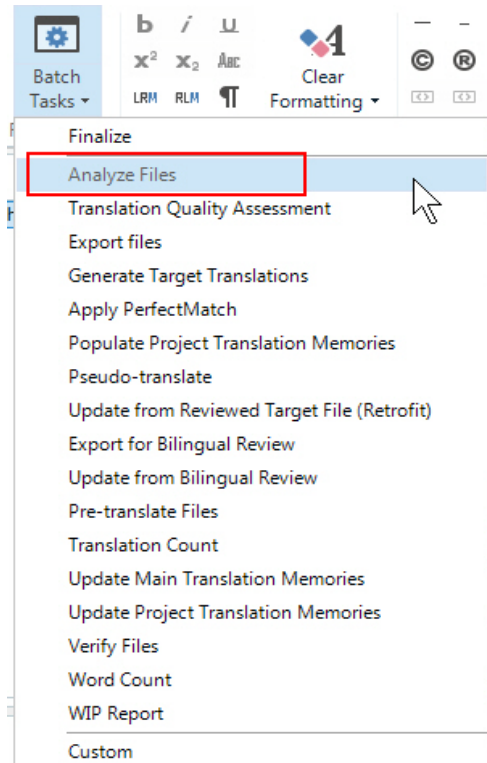 b i u
Batch Tasks
x² x₂ ABC
Clear Formatting
© ®
LRM RLM ¶
Finalize
Analyze Files
Translation Quality Assessment
Export files
Generate Target Translations
Apply PerfectMatch
Populate Project Translation Memories
Pseudo-translate
Update from Reviewed Target File (Retrofit)
Export for Bilingual Review
Update from Bilingual Review
Pre-translate Files
Translation Count
Update Main Translation Memories
Update Project Translation Memories
Verify Files
Word Count
WIP Report
Custom